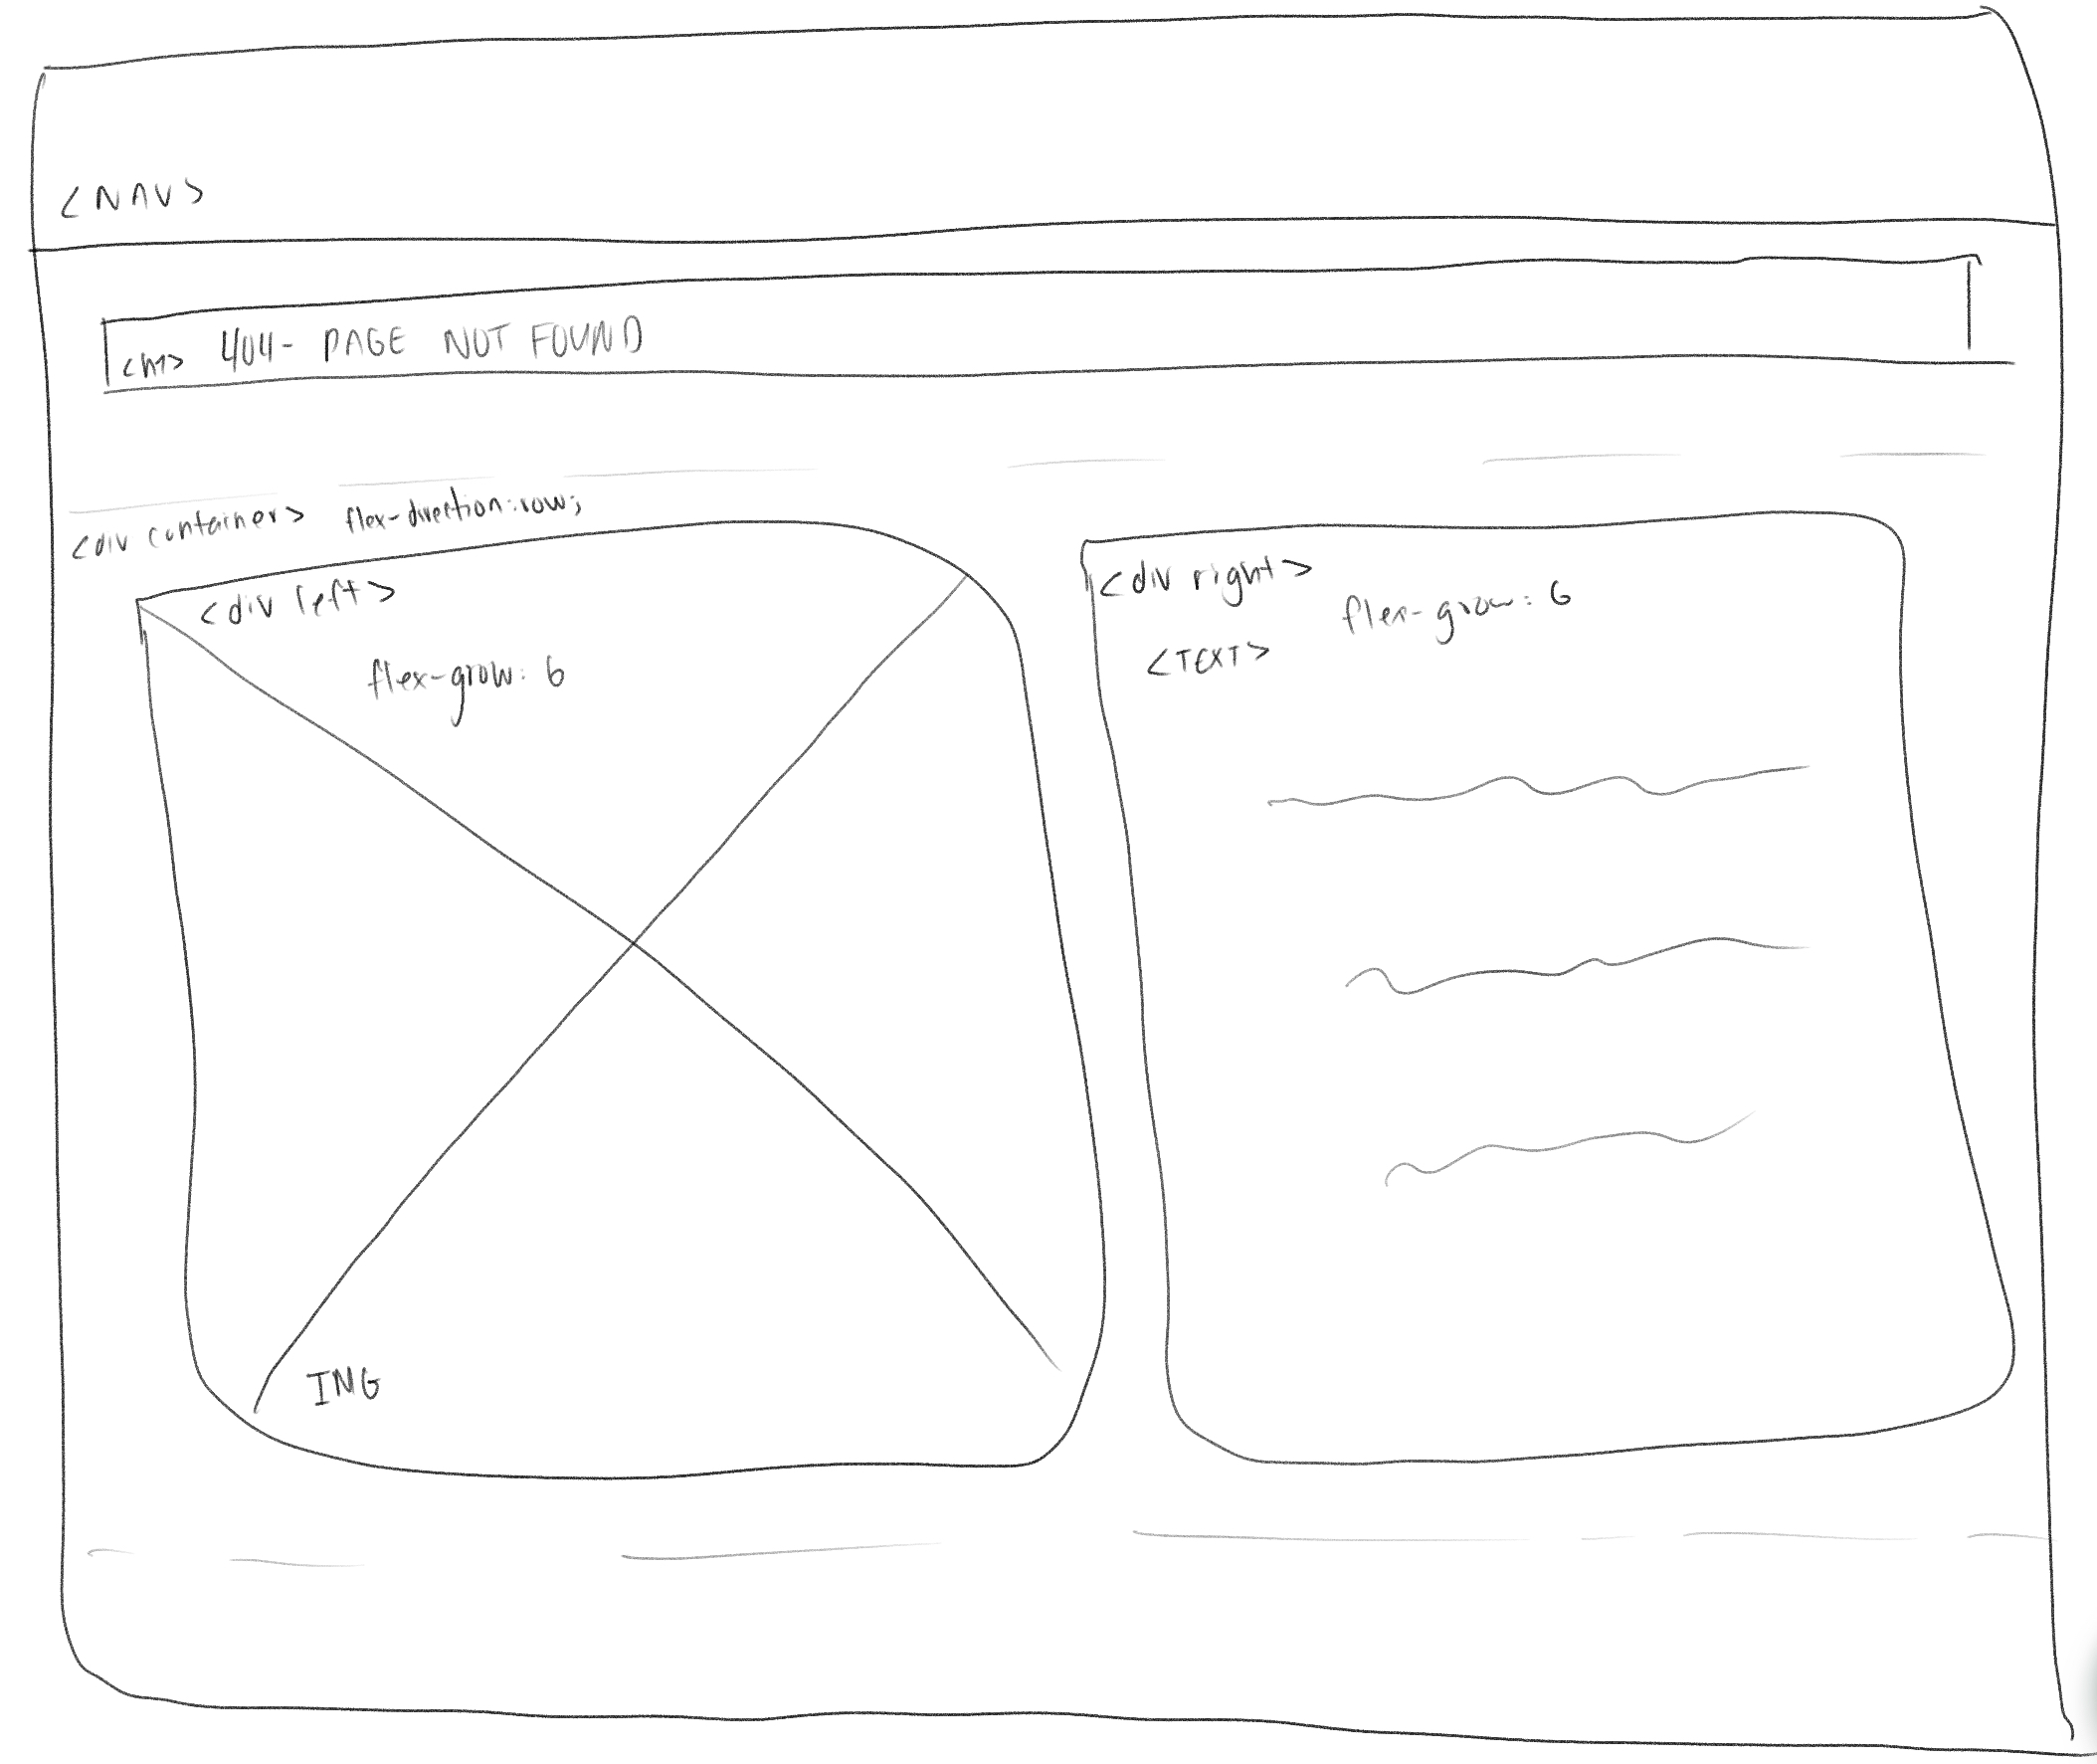 <NAV>
<h1> 404- PAGE NOT FOUND
<div container> flex-direction:row;
<div left>
flex-grow: 6
IMG
<div right>
flex-grow: 6
<TEXT>